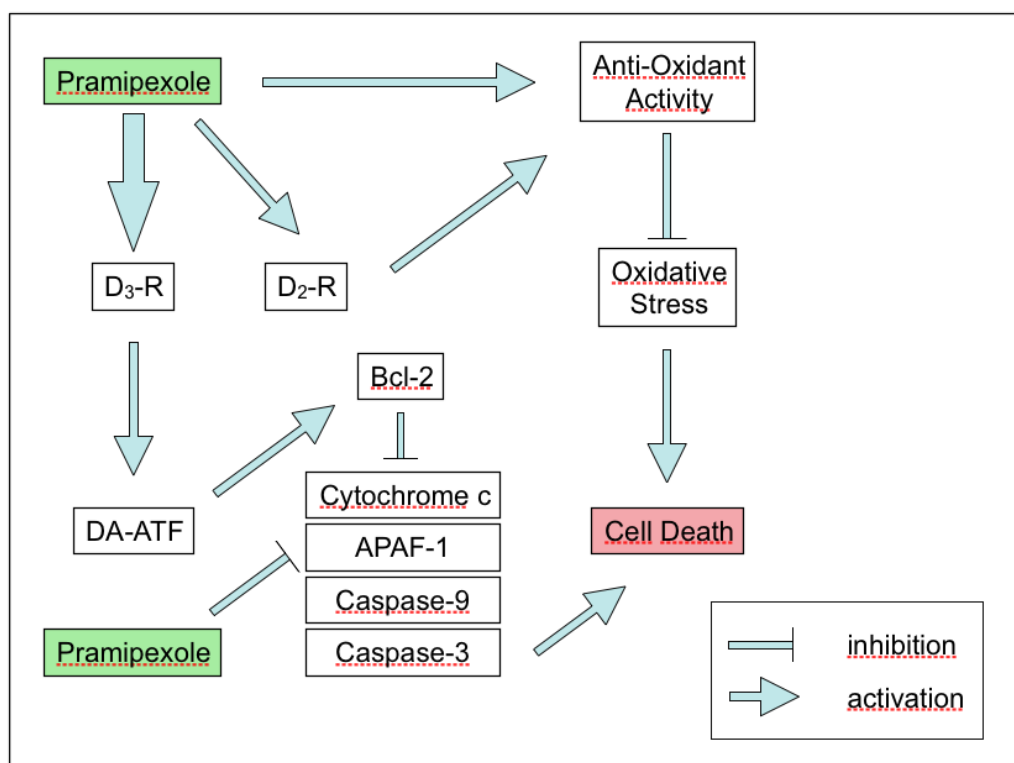 Pramipexole
Anti-Oxidant
Activity
D₃-R
D₂-R
Oxidative
Stress
Bcl-2
Cytochrome c
DA-ATF
APAF-1
Cell Death
Caspase-9
Pramipexole
Caspase-3
inhibition
activation